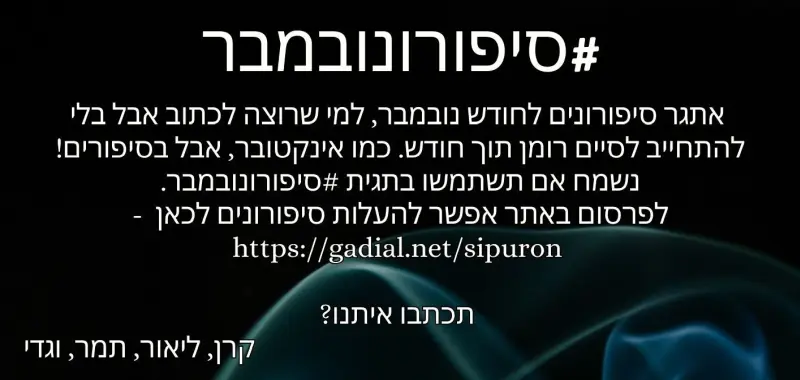 #סיפורונובמבר
אתגר סיפורונים לחודש נובמבר, למי שרוצה לכתוב אבל בלי
להתחייב לסיים רומן תוך חודש. כמו אינקטובר, אבל בסיפורים!
נשמח אם תשתמשו בתגית #סיפורונובמבר.
לפרסום באתר אפשר להעלות סיפורונים לכאן -
https://gadial.net/sipuron
תכתבו איתנו?
קרן, ליאור, תמר, וגדי